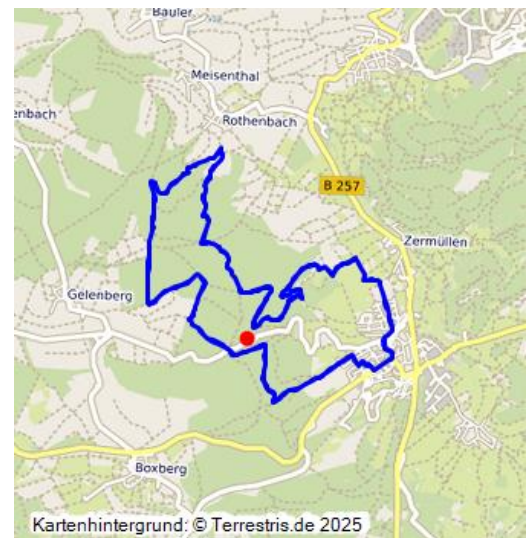 Bauler
Meisenthal
enbach
Rothenbach
B 257
Zermüllen
Gelenberg
Boxberg
Kartenhintergrund: © Terrestris.de 2025